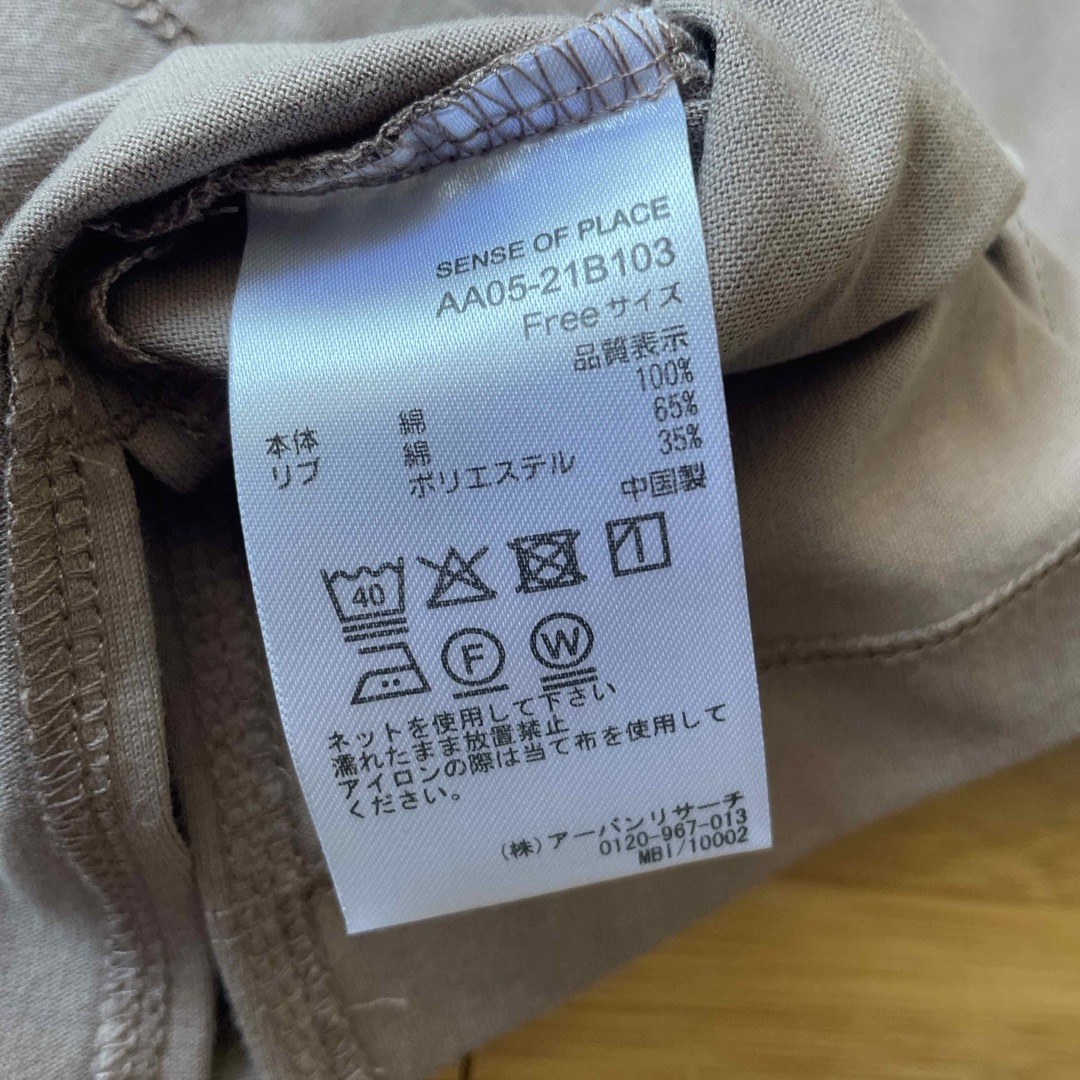 SENSE OF PLACE
AA05-21B103
Freeサイズ
品質表示
本体 綿 100%
リブ 綿 65%
ポリエステル 35%
中国製
40
F W
ネットを使用して下さい
濡れたまま放置禁止
アイロンの際は当て布を使用して
ください。
(株)アーバンリサーチ
0120-967-013
MBI/10002